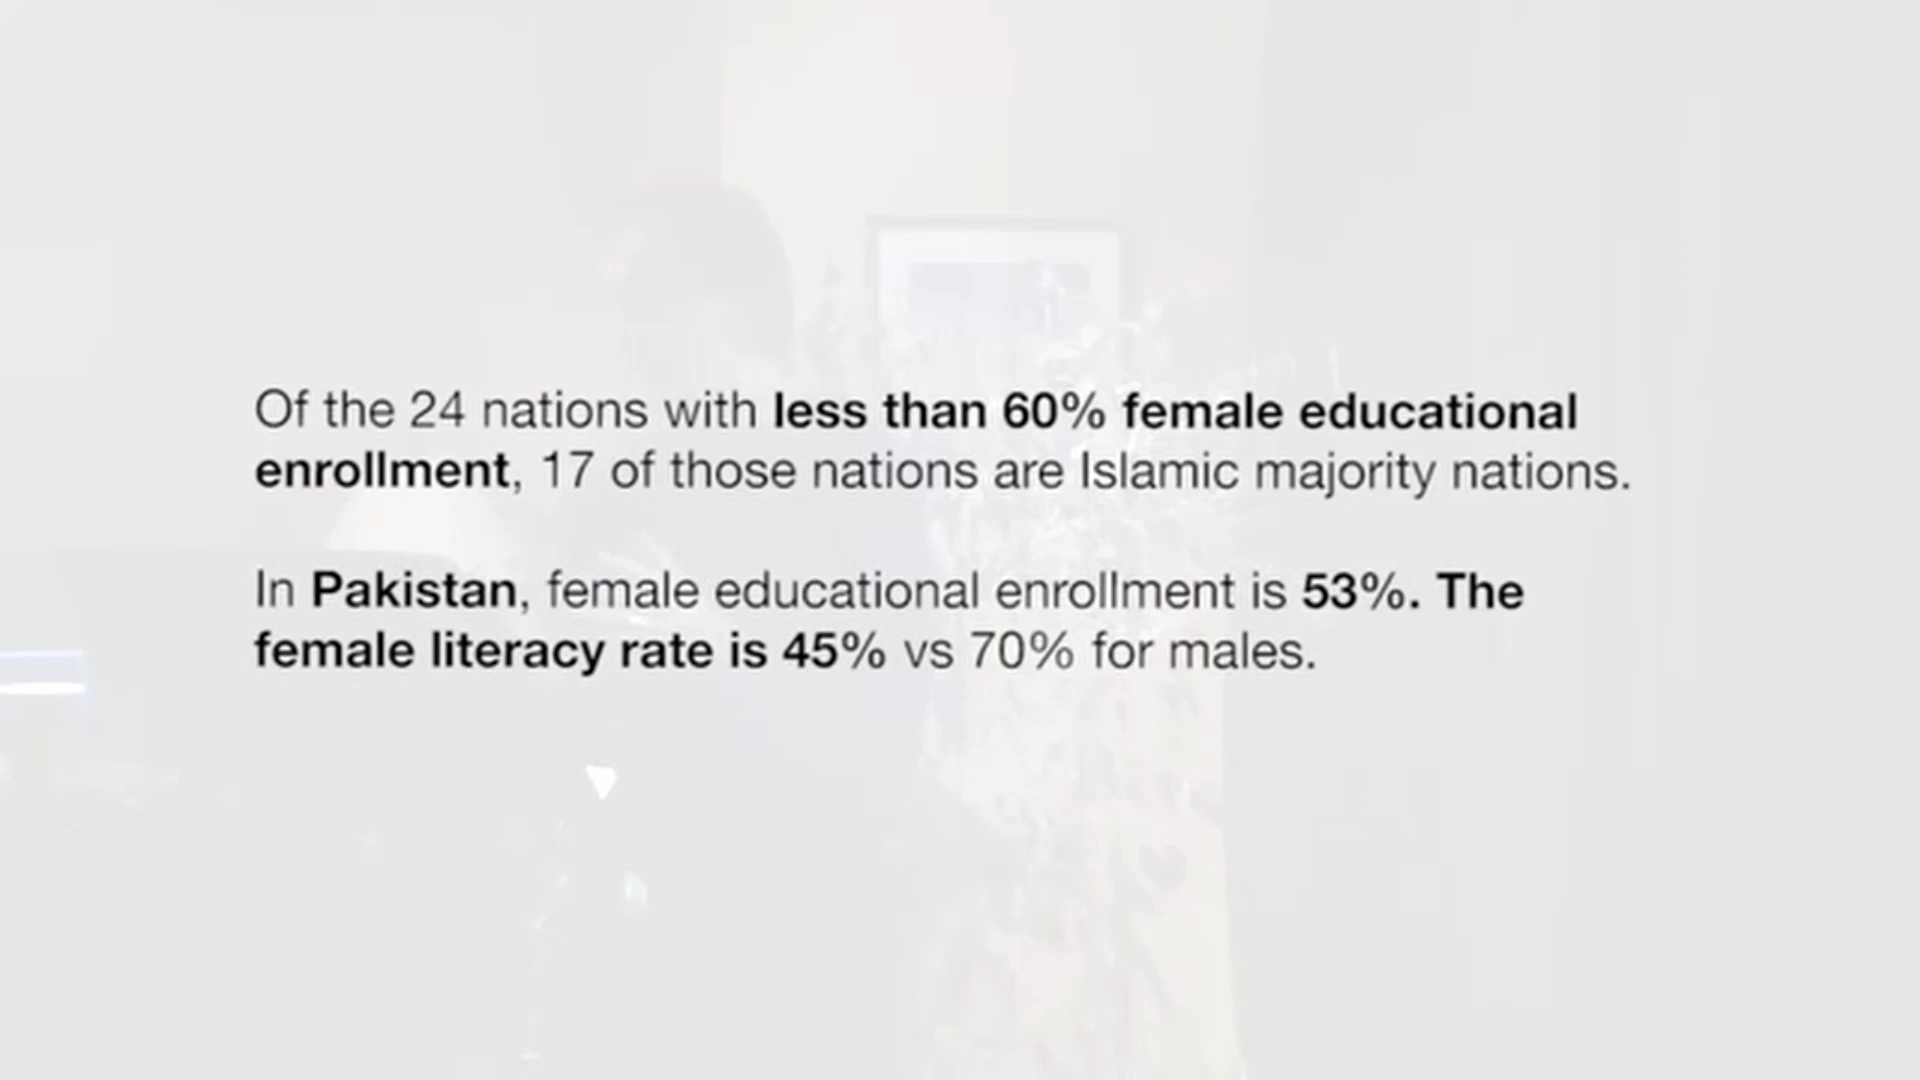 Of the 24 nations with less than 60% female educational
enrollment, 17 of those nations are Islamic majority nations.
In Pakistan, female educational enrollment is 53%. The
female literacy rate is 45% vs 70% for males.